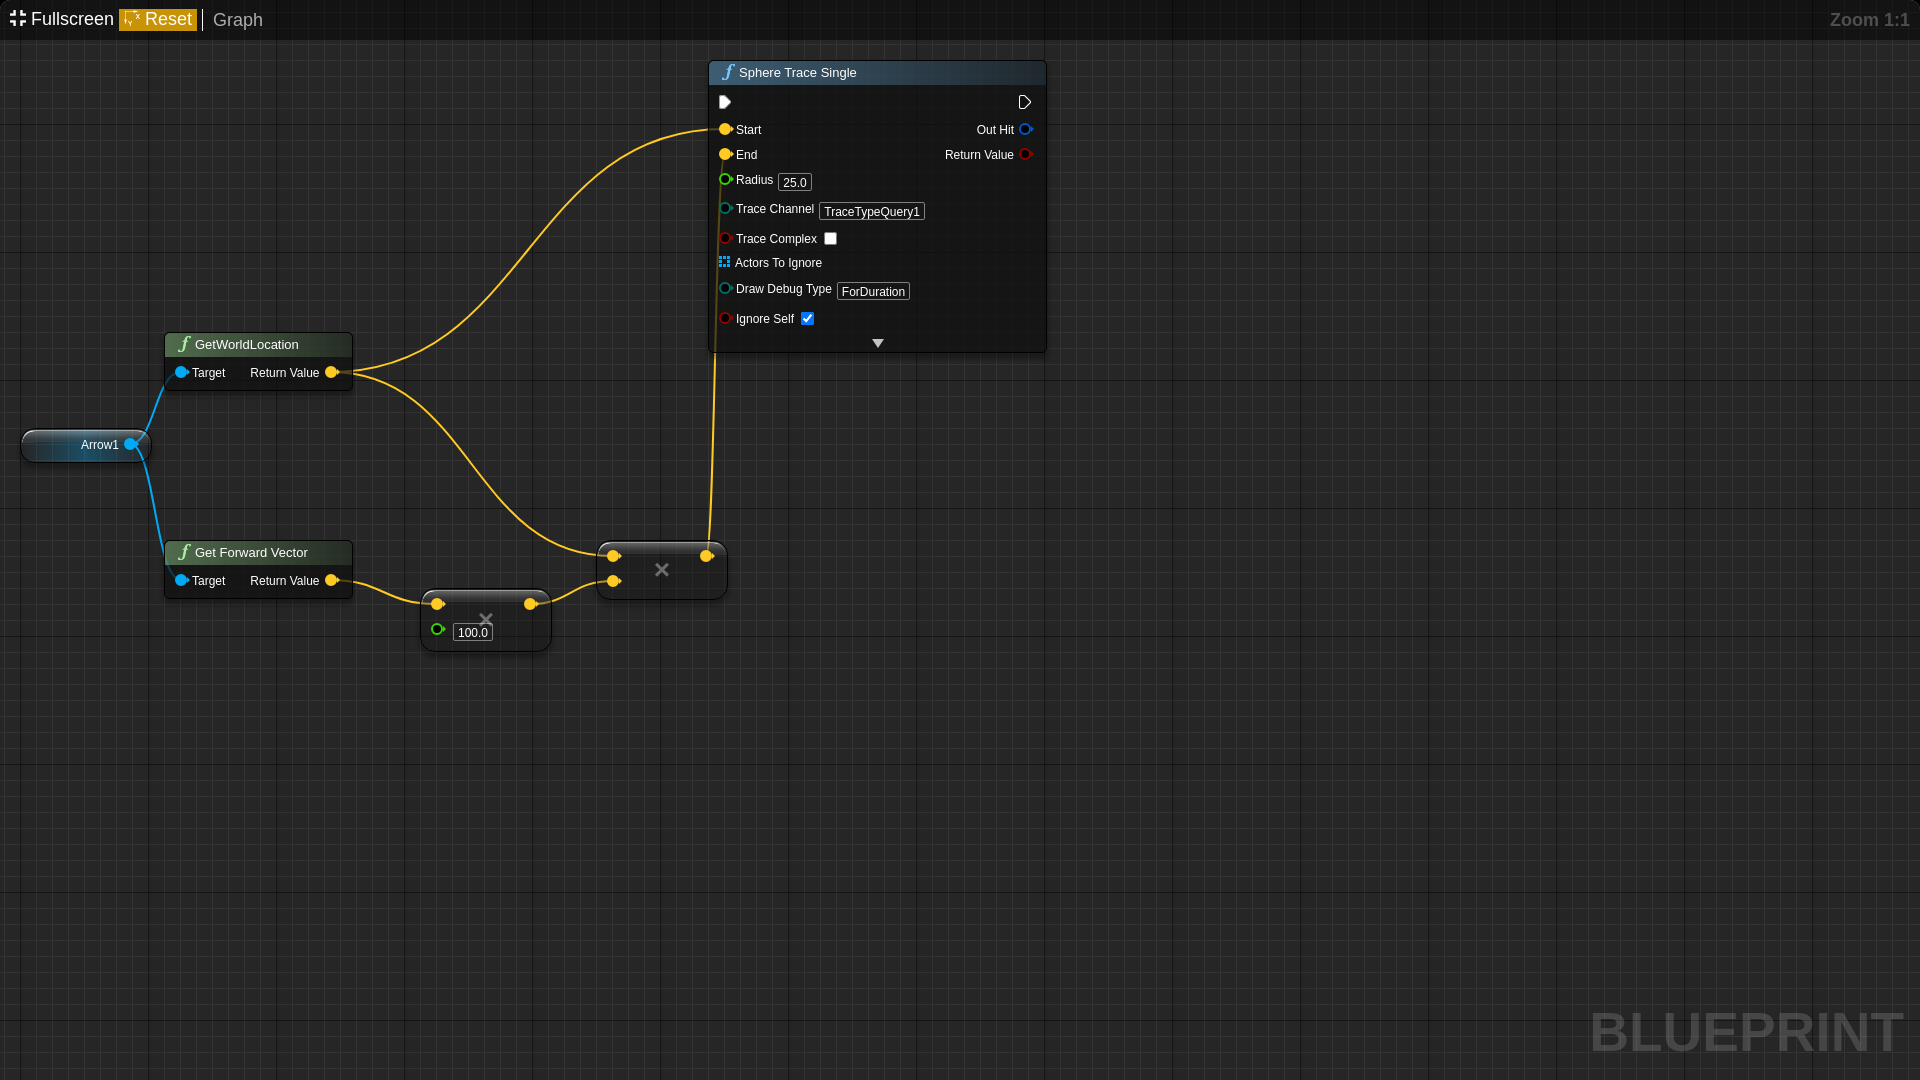 Fullscreen Reset Graph Zoom 1:1
Sphere Trace Single
Start Out Hit
End Return Value
Radius 25.0
Trace Channel TraceTypeQuery1
Trace Complex
Actors To Ignore
Draw Debug Type ForDuration
Ignore Self
GetWorldLocation
Target Return Value
Arrow1
Get Forward Vector
Target Return Value
100.0
BLUEPRINT